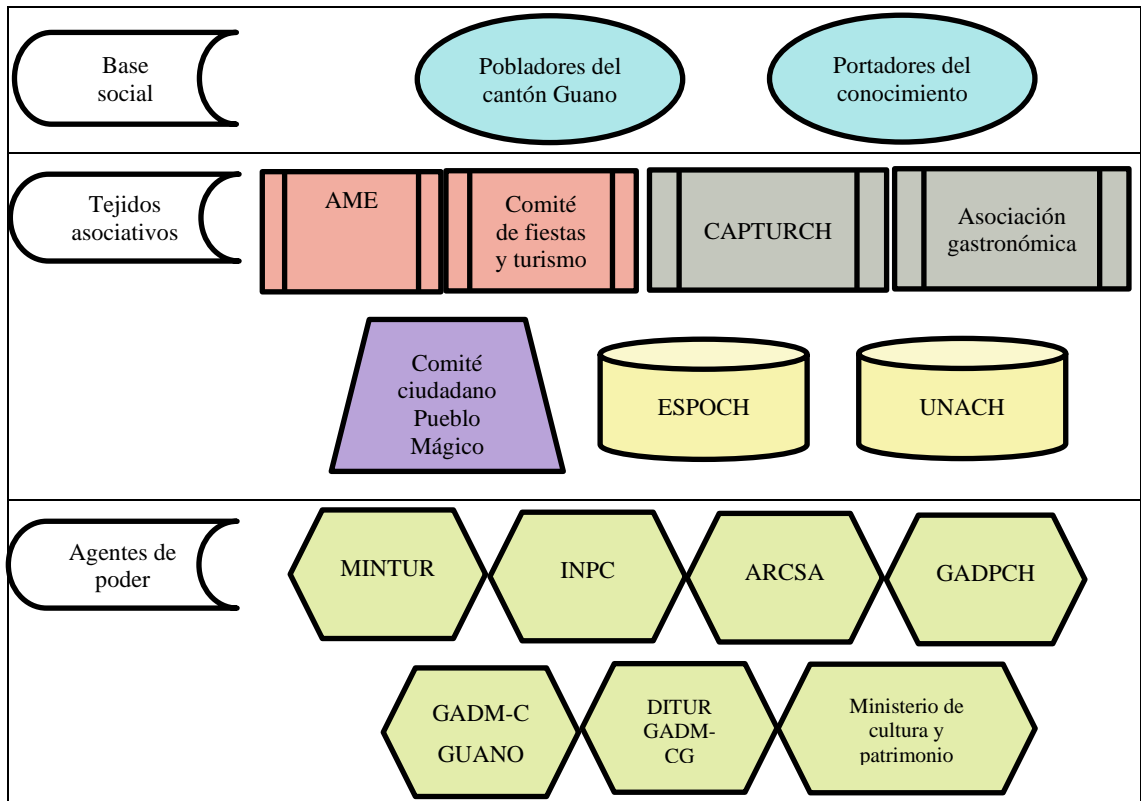 Base
social
Pobladores del
cantón Guano
Portadores del
conocimiento
Tejidos
asociativos
AME
Comité
de fiestas
y turismo
CAPTURCH
Asociación
gastronómica
Comité
ciudadano
Pueblo
Mágico
ESPOCH
UNACH
Agentes de
poder
MINTUR
INPC
ARCSA
GADPCH
GADM-C
GUANO
DITUR
GADM-
CG
Ministerio de
cultura y
patrimonio